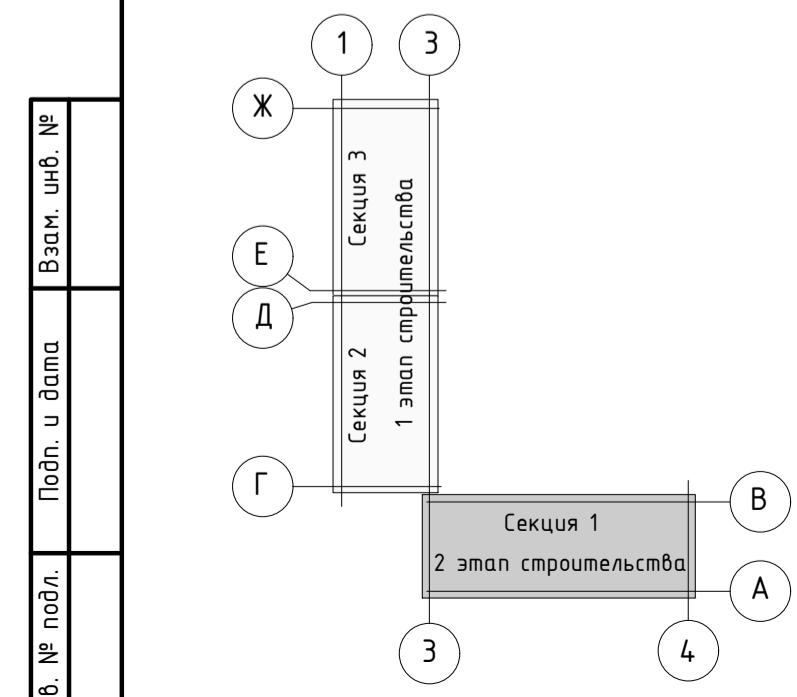 1
3
Ж
Е
Д
Г
Секция 3
Секция 2
1 этап строительства
Секция 1
2 этап строительства
В
А
3
4
Взам. инв. №
Подп. и дата
в. № подл.